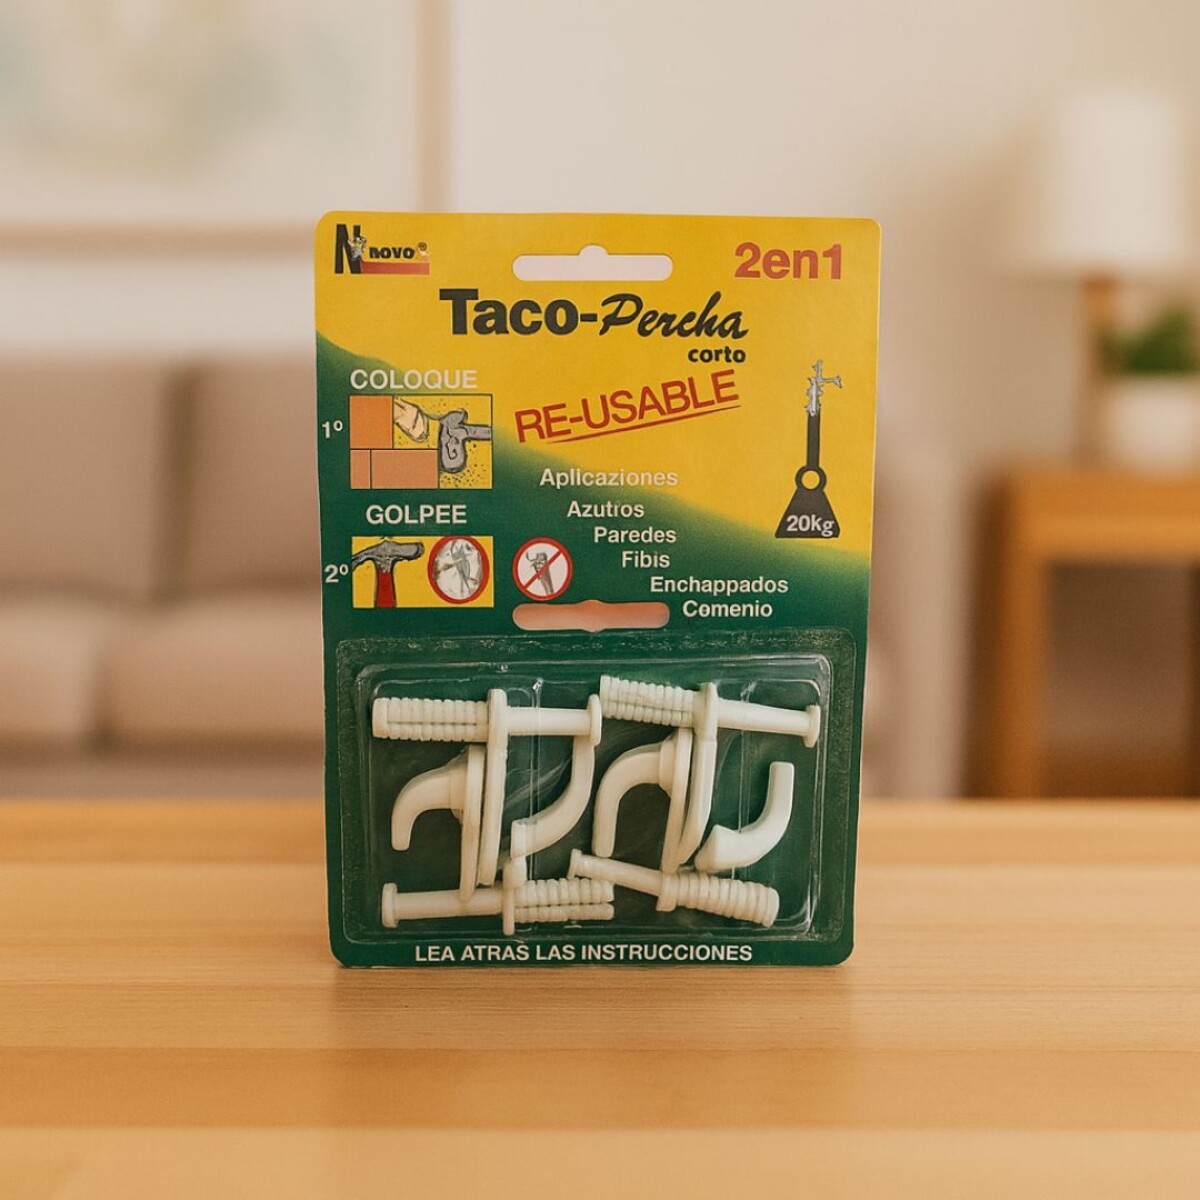 N novo®
2en1
Taco-Percha
corto
RE-USABLE
COLOQUE
1º
GOLPEE
2º
Aplicaziones
Azutios
Paredes
Fibis
Enchappados
Comenio
20kg
LEA ATRAS LAS INSTRUCCIONES